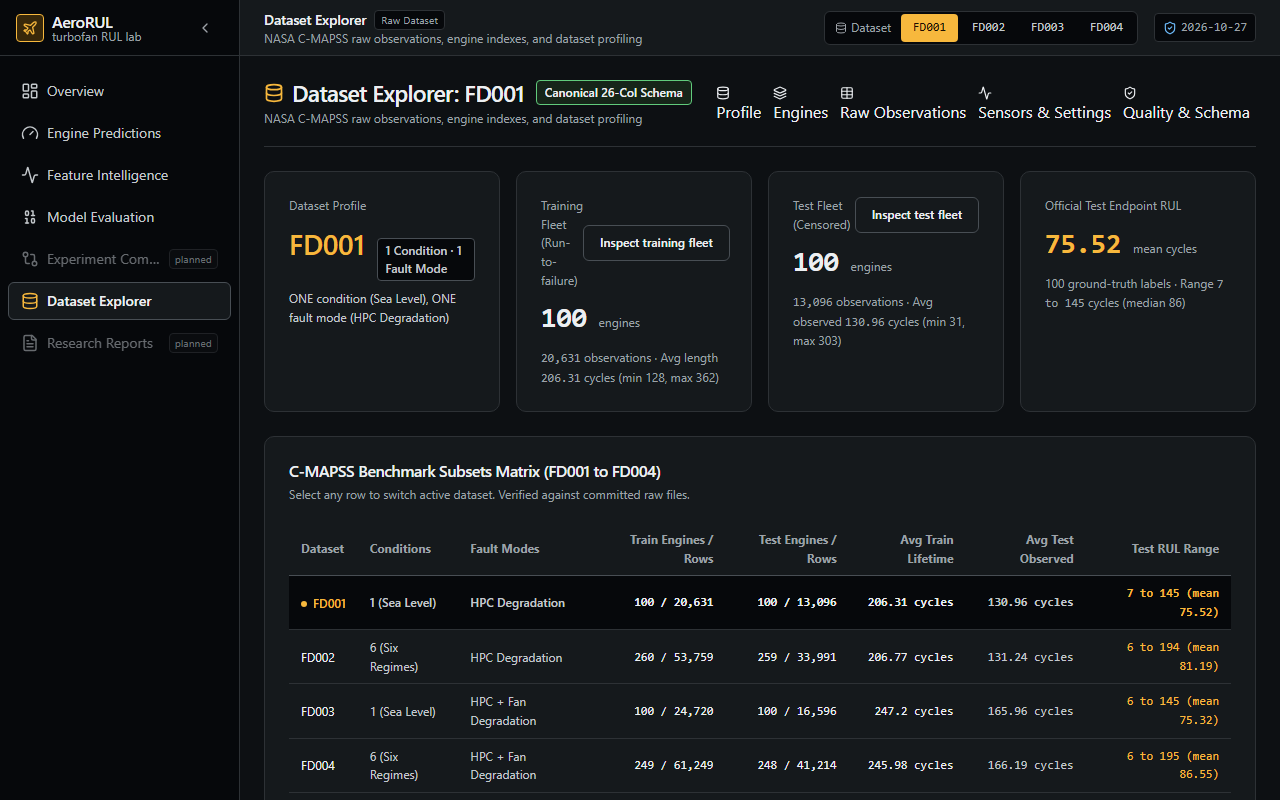 AeroRUL
turbofan RUL lab
Overview
Engine Predictions
Feature Intelligence
Model Evaluation
Experiment Com... planned
Dataset Explorer
Research Reports planned
Dataset Explorer Raw Dataset
NASA C-MAPSS raw observations, engine indexes, and dataset profiling
Dataset FD001 FD002 FD003 FD004
2026-10-27
Dataset Explorer: FD001 Canonical 26-Col Schema
NASA C-MAPSS raw observations, engine indexes, and dataset profiling
Profile Engines Raw Observations Sensors & Settings Quality & Schema
Dataset Profile
FD001
1 Condition · 1
Fault Mode
ONE condition (Sea Level), ONE
fault mode (HPC Degradation)
Training
Fleet
(Run-
to-
failure)
Inspect training fleet
100 engines
20,631 observations · Avg length
206.31 cycles (min 128, max 362)
Test Fleet
(Censored)
Inspect test fleet
100 engines
13,096 observations · Avg
observed 130.96 cycles (min 31,
max 303)
Official Test Endpoint RUL
75.52 mean cycles
100 ground-truth labels · Range 7
to 145 cycles (median 86)
C-MAPSS Benchmark Subsets Matrix (FD001 to FD004)
Select any row to switch active dataset. Verified against committed raw files.
Dataset
Conditions
Fault Modes
Train Engines /
Rows
Test Engines /
Rows
Avg Train
Lifetime
Avg Test
Observed
Test RUL Range
FD001
1 (Sea Level)
HPC Degradation
100 / 20,631
100 / 13,096
206.31 cycles
130.96 cycles
7 to 145 (mean
75.52)
FD002
6 (Six
Regimes)
HPC Degradation
260 / 53,759
259 / 33,991
206.77 cycles
131.24 cycles
6 to 194 (mean
81.19)
FD003
1 (Sea Level)
HPC + Fan
Degradation
100 / 24,720
100 / 16,596
247.2 cycles
165.96 cycles
6 to 145 (mean
75.32)
FD004
6 (Six
Regimes)
HPC + Fan
Degradation
249 / 61,249
248 / 41,214
245.98 cycles
166.19 cycles
6 to 195 (mean
86.55)